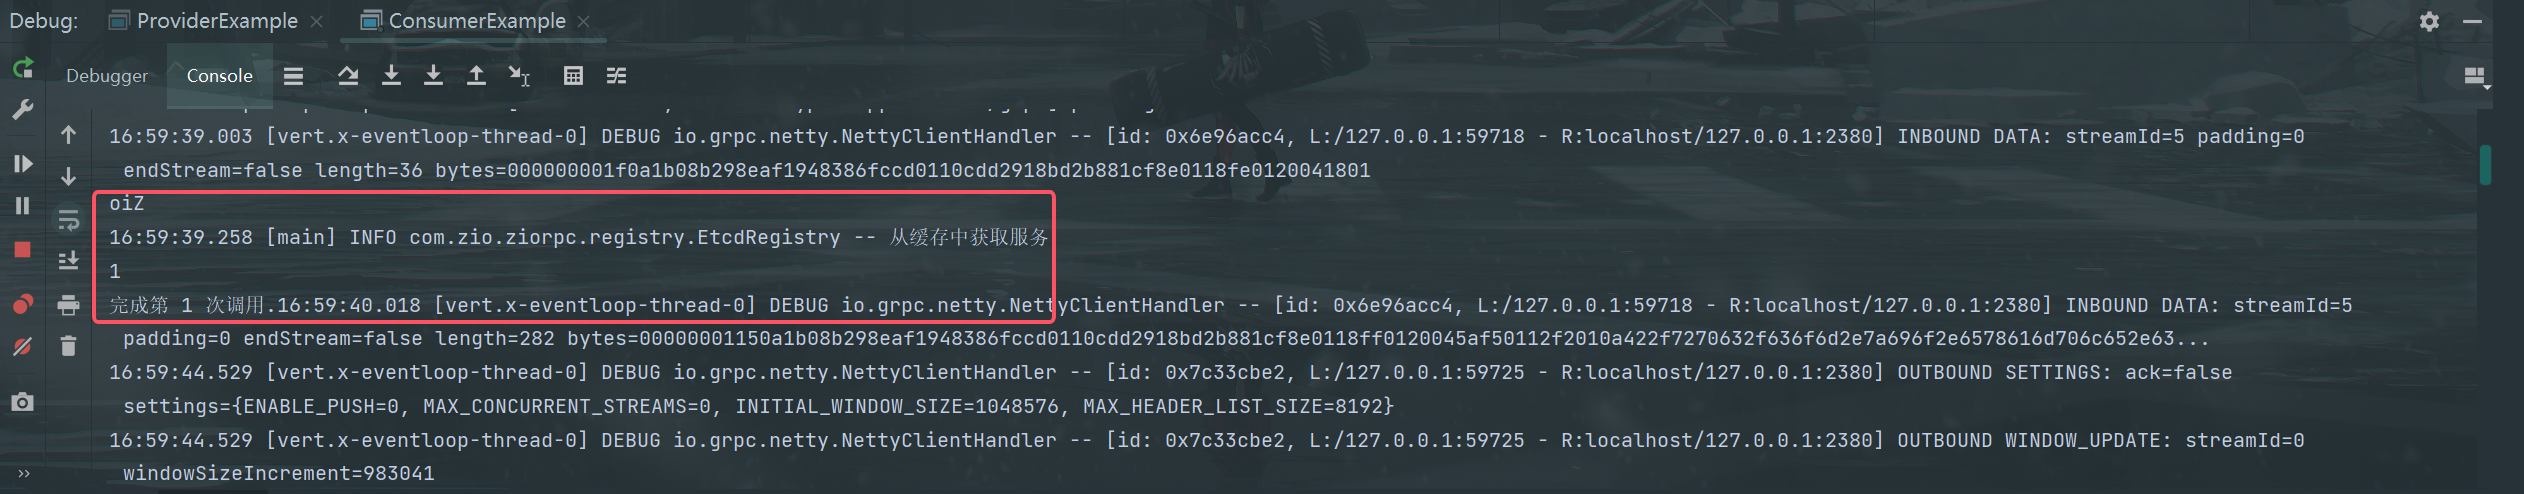 Debug: ProviderExample ConsumerExample
Debugger Console
16:59:39.003 [vert.x-eventloop-thread-0] DEBUG io.grpc.netty.NettyClientHandler -- [id: 0x6e96acc4, L:/127.0.0.1:59718 - R:localhost/127.0.0.1:2380] INBOUND DATA: streamId=5 padding=0
endStream=false length=36 bytes=000000001f0a1b08b298eaf1948386fccd0110cdd2918bd2b881cf8e0118fe0120041801
oiZ
16:59:39.258 [main] INFO com.zio.ziorpc.registry.EtcdRegistry -- 从缓存中获取服务
1
完成第 1 次调用.16:59:40.018 [vert.x-eventloop-thread-0] DEBUG io.grpc.netty.NettyClientHandler -- [id: 0x6e96acc4, L:/127.0.0.1:59718 - R:localhost/127.0.0.1:2380] INBOUND DATA: streamId=5
padding=0 endStream=false length=282 bytes=00000001150a1b08b298eaf1948386fccd0110cdd2918bd2b881cf8e0118ff0120045af50112f2010a422f7270632f636f6d2e7a696f2e6578616d706c652e63...
16:59:44.529 [vert.x-eventloop-thread-0] DEBUG io.grpc.netty.NettyClientHandler -- [id: 0x7c33cbe2, L:/127.0.0.1:59725 - R:localhost/127.0.0.1:2380] OUTBOUND SETTINGS: ack=false
settings={ENABLE_PUSH=0, MAX_CONCURRENT_STREAMS=0, INITIAL_WINDOW_SIZE=1048576, MAX_HEADER_LIST_SIZE=8192}
16:59:44.529 [vert.x-eventloop-thread-0] DEBUG io.grpc.netty.NettyClientHandler -- [id: 0x7c33cbe2, L:/127.0.0.1:59725 - R:localhost/127.0.0.1:2380] OUTBOUND WINDOW_UPDATE: streamId=0
windowSizeIncrement=983041